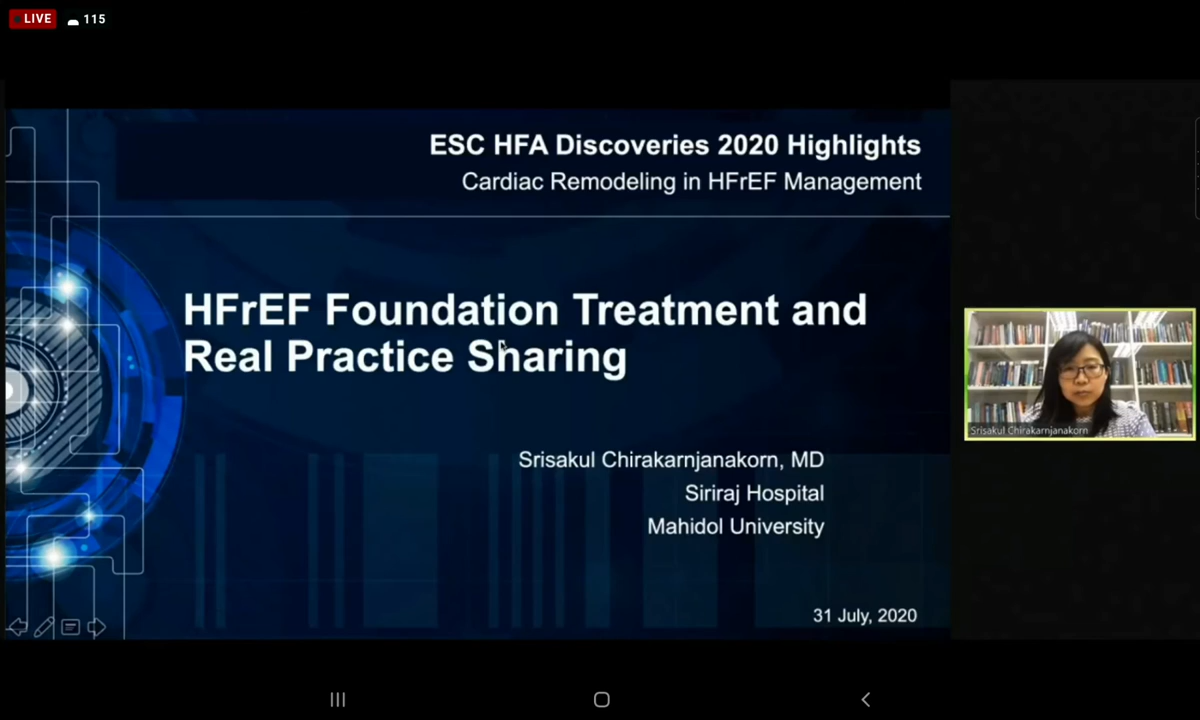 LIVE 115
ESC HFA Discoveries 2020 Highlights
Cardiac Remodeling in HFrEF Management
HFrEF Foundation Treatment and
Real Practice Sharing
Srisakul Chirakarnjanakorn, MD
Siriraj Hospital
Mahidol University
31 July, 2020
Srisakul Chirakarnjanakorn